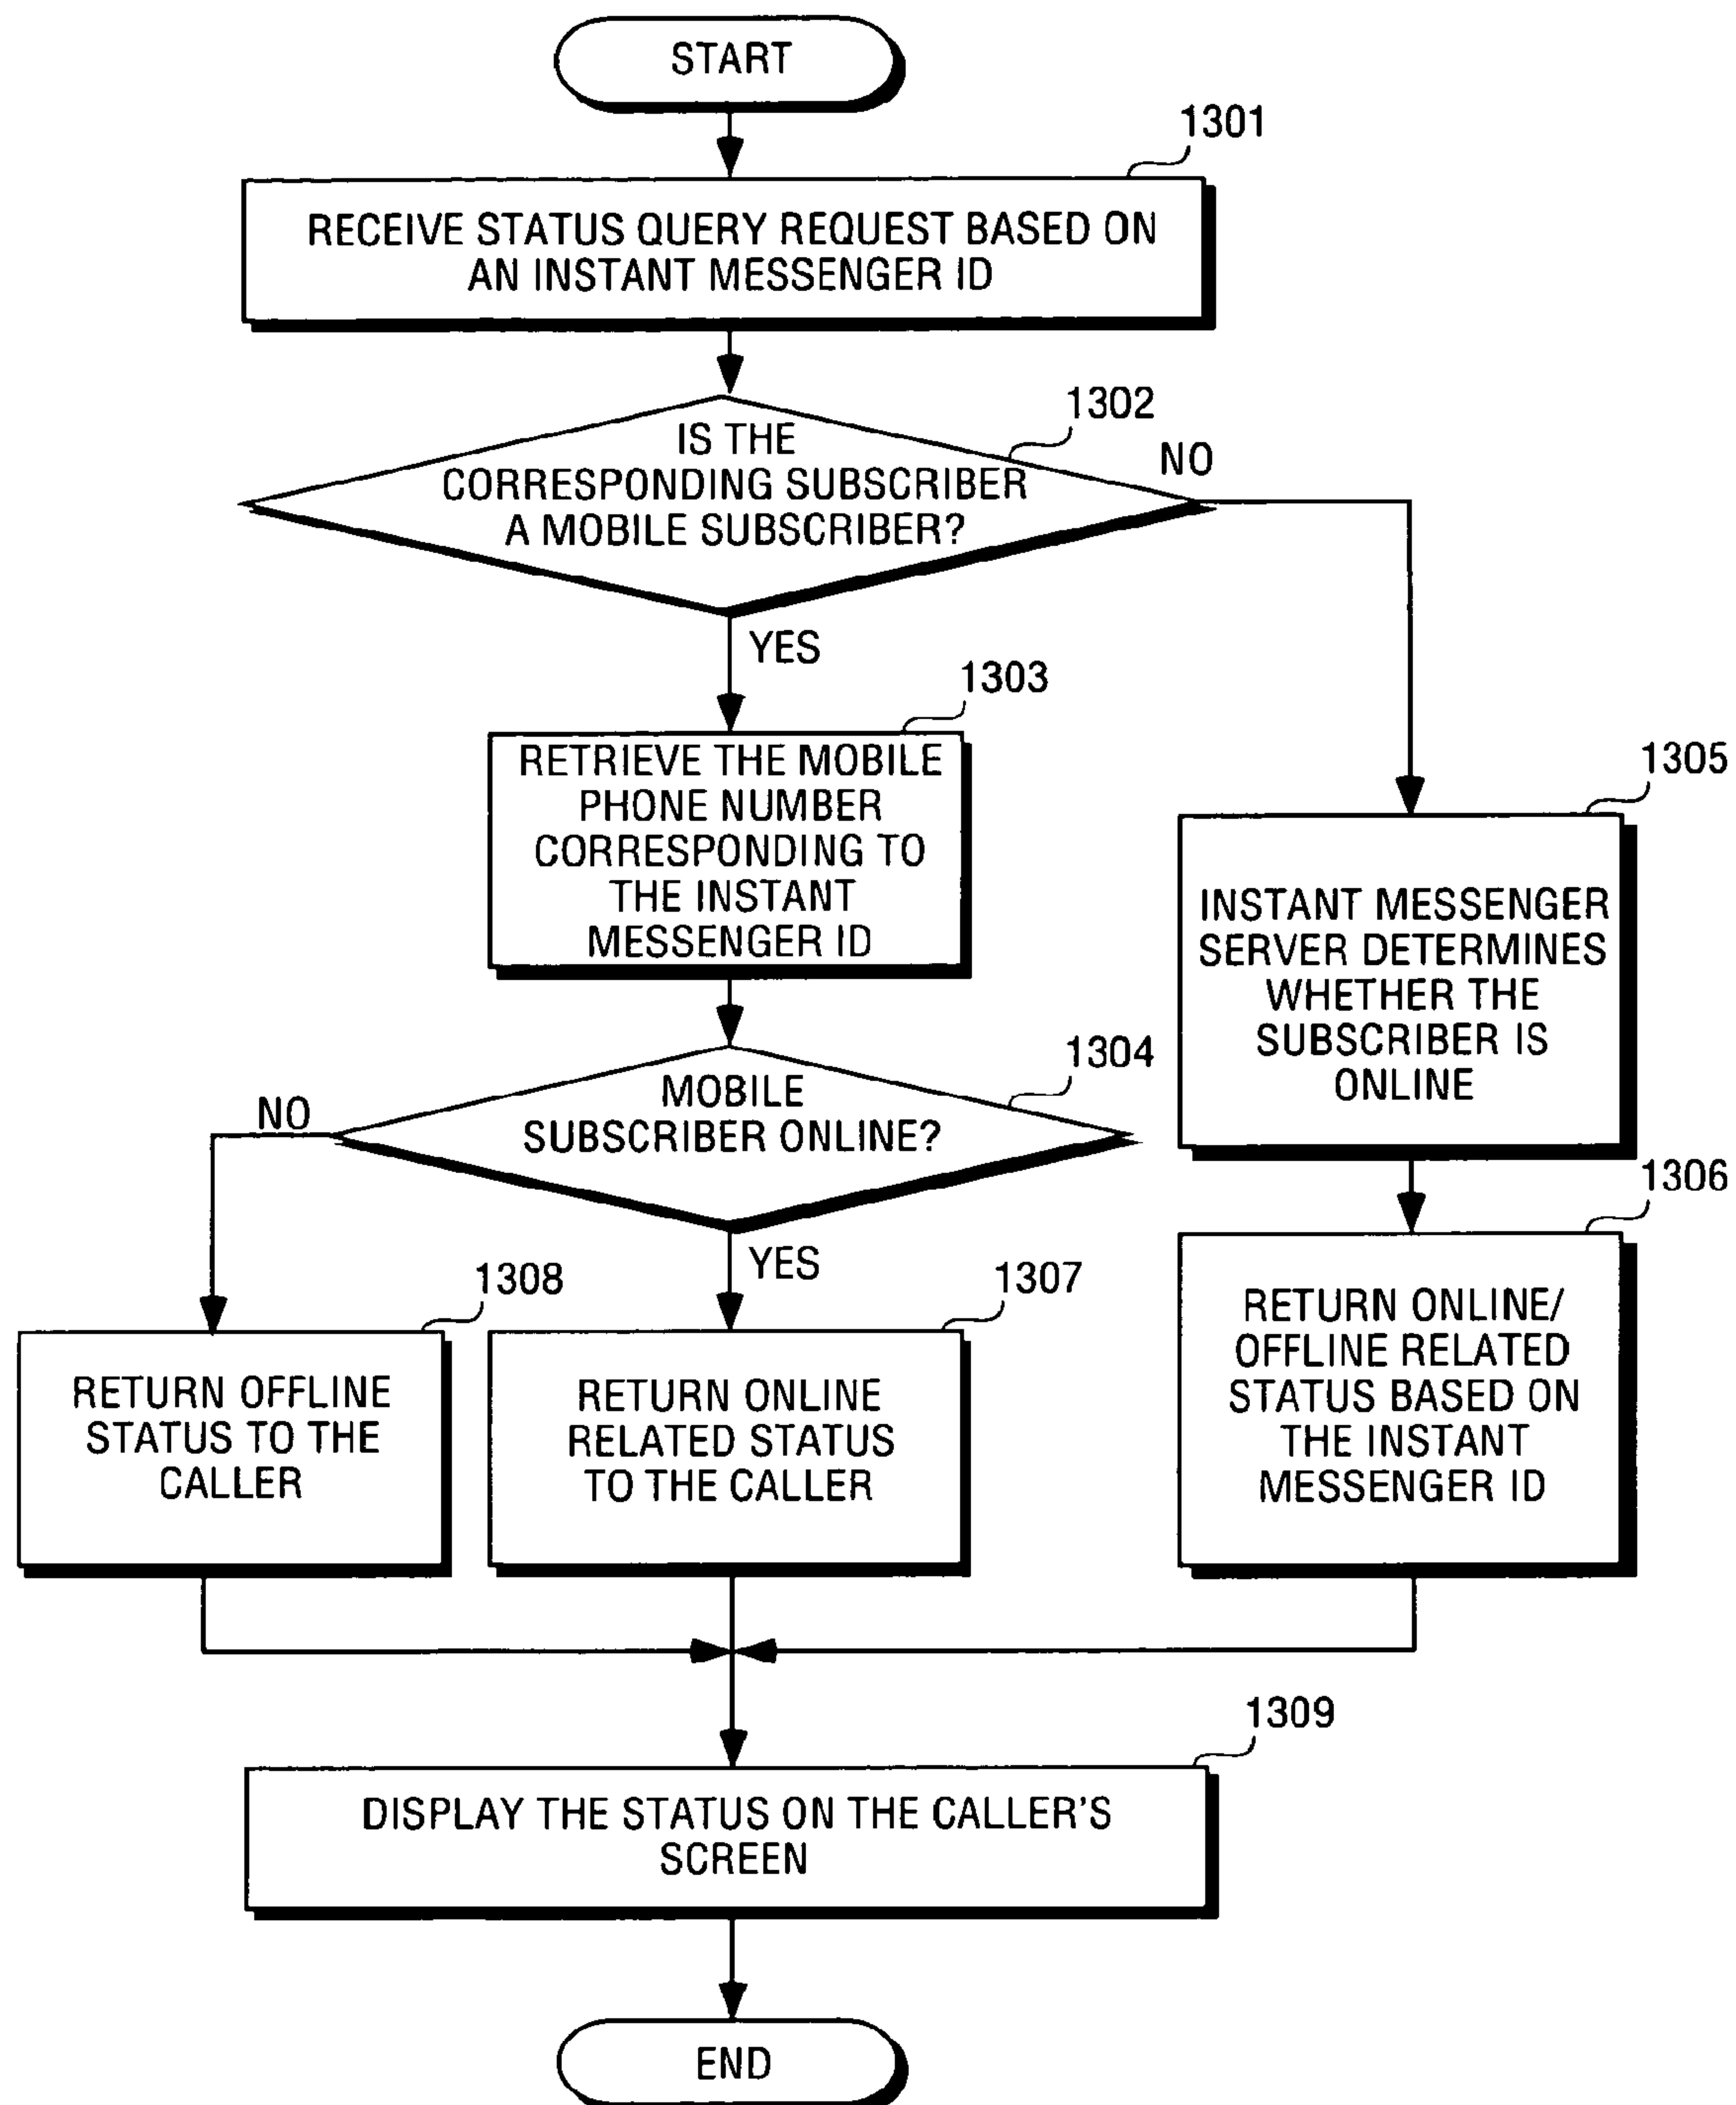 START
1301
RECEIVE STATUS QUERY REQUEST BASED ON
AN INSTANT MESSENGER ID
1302
IS THE
CORRESPONDING SUBSCRIBER
A MOBILE SUBSCRIBER?
NO
YES
1303
RETRIEVE THE MOBILE
PHONE NUMBER
CORRESPONDING TO
THE INSTANT
MESSENGER ID
1305
INSTANT MESSENGER
SERVER DETERMINES
WHETHER THE
SUBSCRIBER IS
ONLINE
1304
MOBILE
SUBSCRIBER ONLINE?
NO
YES
1306
RETURN ONLINE/
OFFLINE RELATED
STATUS BASED ON
THE INSTANT
MESSENGER ID
1308
RETURN OFFLINE
STATUS TO THE
CALLER
1307
RETURN ONLINE
RELATED STATUS
TO THE CALLER
1309
DISPLAY THE STATUS ON THE CALLER'S
SCREEN
END